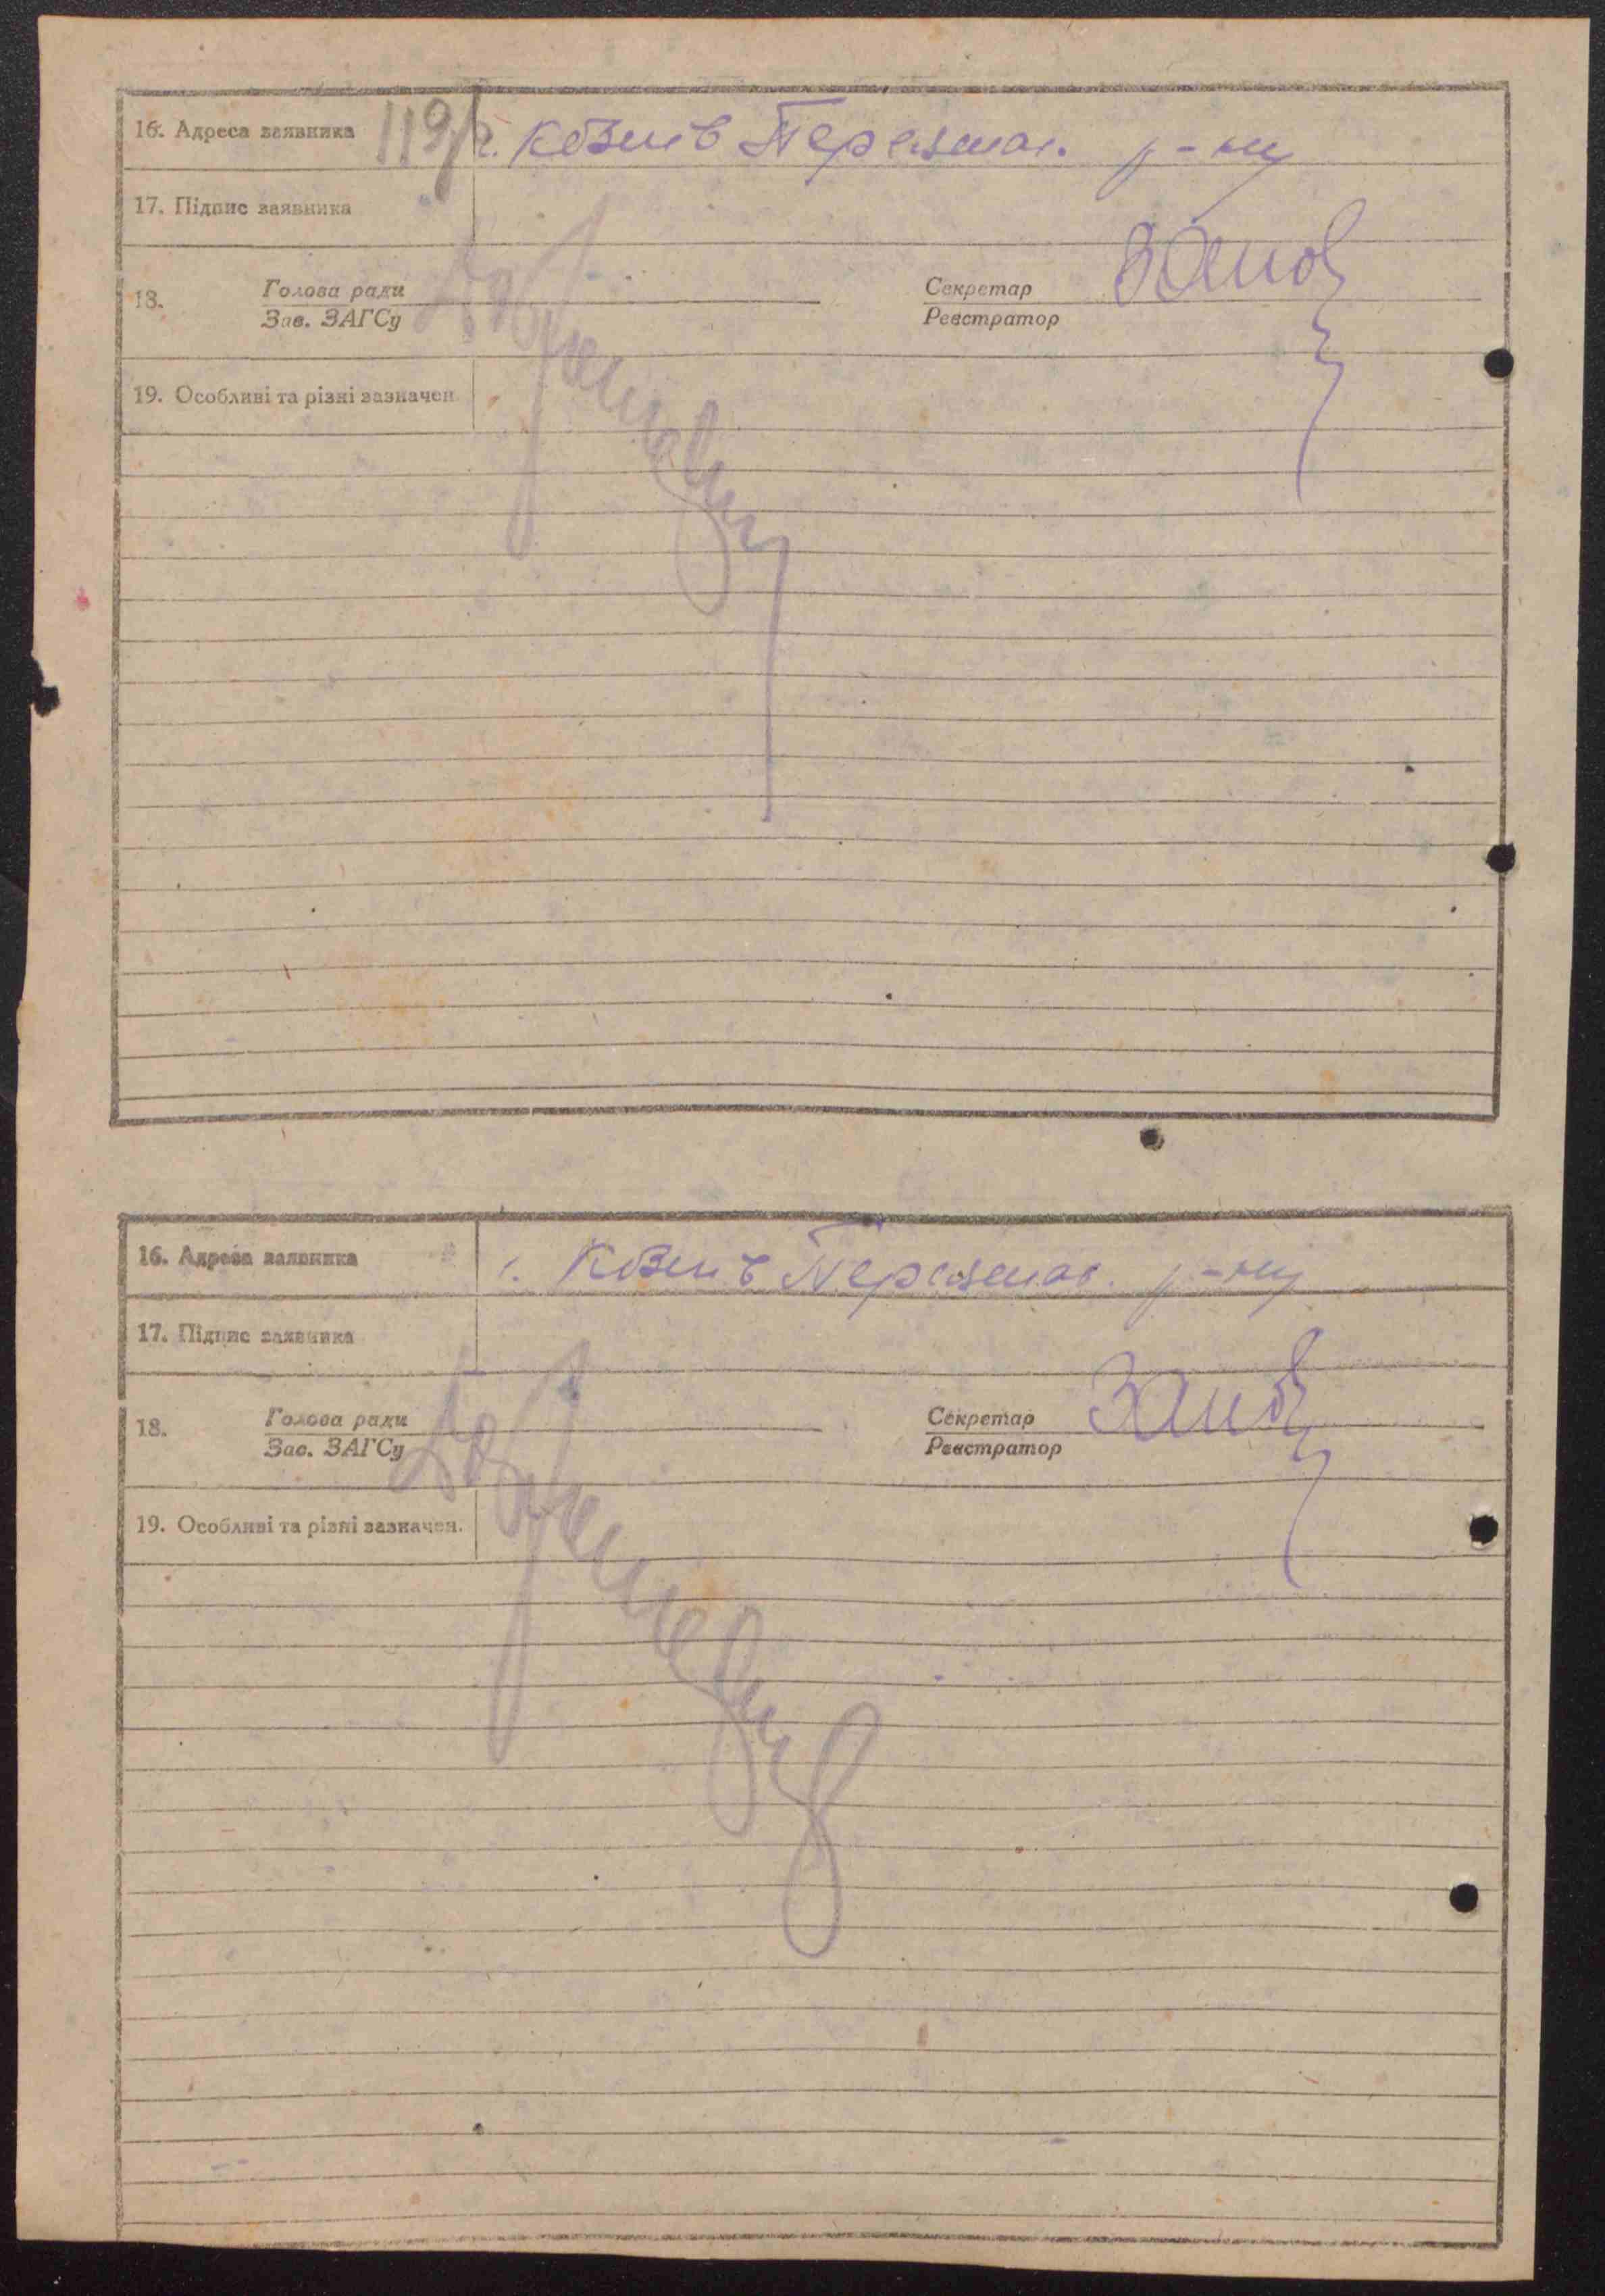 16. Адреса заявника 119 с. Козлів Переяслав. р-ну
17. Підпис заявника
18. Голова ради Секретар
Зав. ЗАГСу Реєстратор
19. Особливі та різні зазначен.
16. Адреса заявника с. Козлів Переяслав. р-ну
17. Підпис заявника
18. Голова ради Секретар
Зав. ЗАГСу Реєстратор
19. Особливі та різні зазначен.